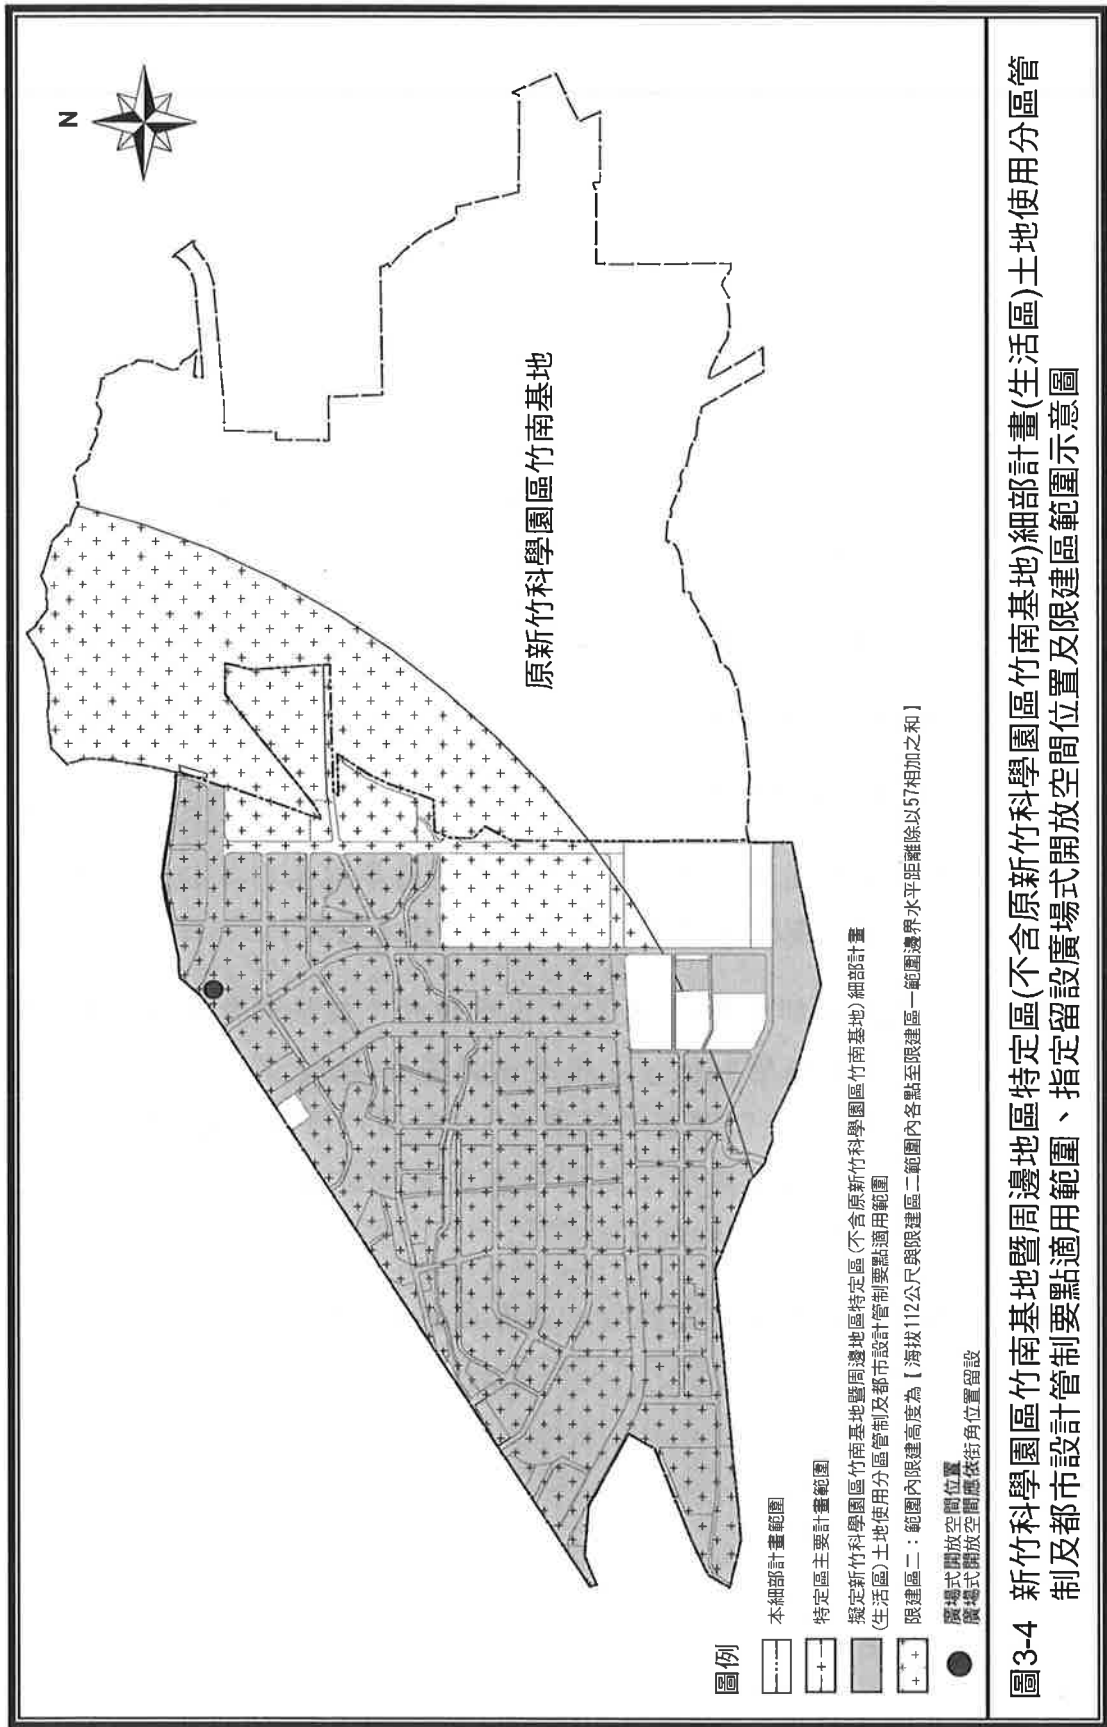 N
原新竹科學園區竹南基地
圖例
本細部計畫範圍
特定區主要計畫範圍
擬定新竹科學園區竹南基地暨周邊地區特定區(不含原新竹科學園區竹南基地)細部計畫
(生活區)土地使用分區管制及都市設計管制要點適用範圍
限建區二：範圍內限建高度為【海拔112公尺與限建區二範圍內各點至限建區一範圍邊界水平距離除以57相加之和】
廣場式開放空間位置
廣場式開放空間應依街角位置留設
圖3-4 新竹科學園區竹南基地暨周邊地區特定區(不含原新竹科學園區竹南基地)細部計畫(生活區)土地使用分區管
制及都市設計管制要點適用範圍、指定留設廣場式開放空間位置及限建區範圍示意圖